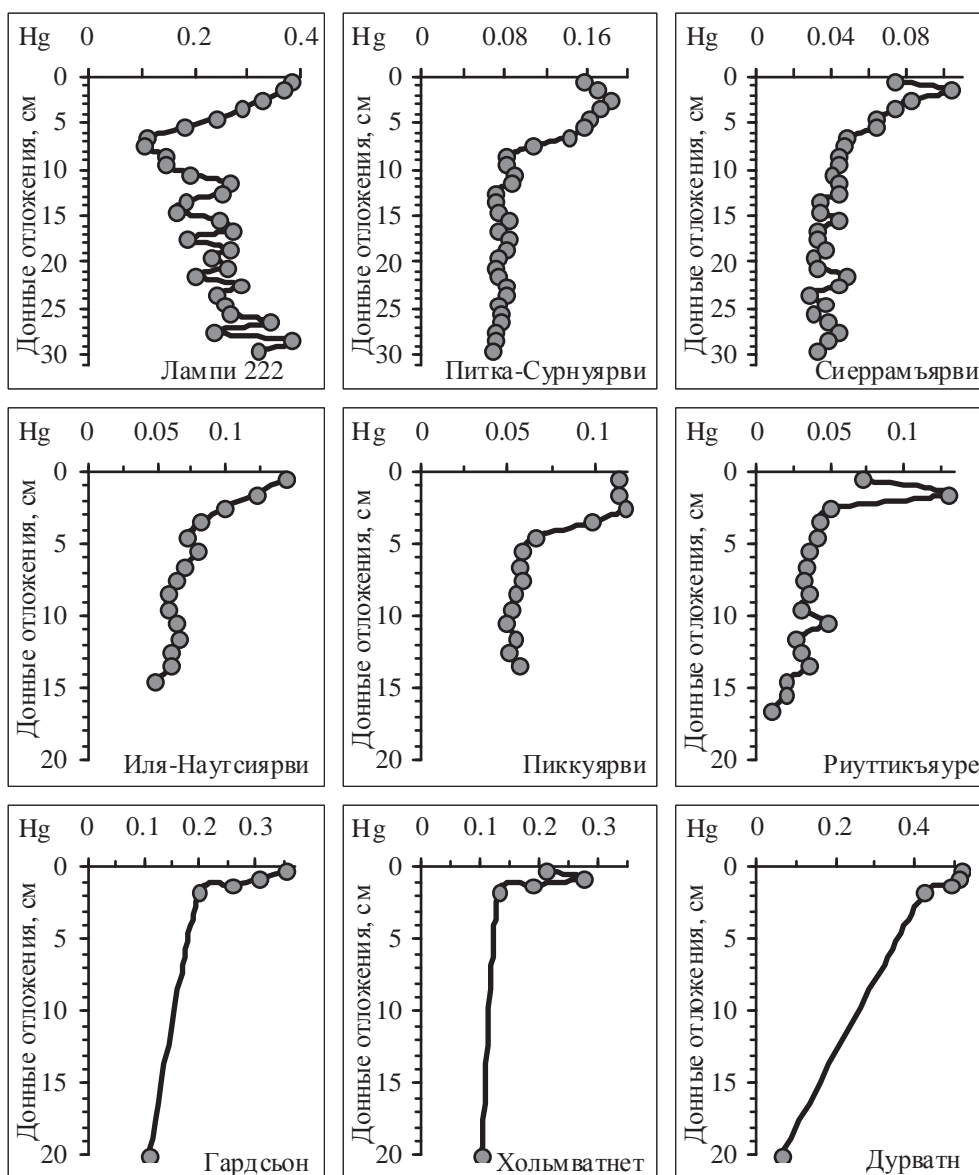 Hg 0 0.2 0.4
0
5
10
15
20
25
30
Донные отложения, см
Лампи 222
Hg 0 0.08 0.16
0
5
10
15
20
25
30
Донные отложения, см
Питка-Сурнуярви
Hg 0 0.04 0.08
0
5
10
15
20
25
30
Донные отложения, см
Сиеррамъярви
Hg 0 0.05 0.1
0
5
10
15
20
Донные отложения, см
Иля-Наутсиярви
Hg 0 0.05 0.1
0
5
10
15
20
Донные отложения, см
Пиккуярви
Hg 0 0.05 0.1
0
5
10
15
20
Донные отложения, см
Риуттикъяуре
Hg 0 0.1 0.2 0.3
0
5
10
15
20
Донные отложения, см
Гардсьон
Hg 0 0.1 0.2 0.3
0
5
10
15
20
Донные отложения, см
Хольмватнет
Hg 0 0.2 0.4
0
5
10
15
20
Донные отложения, см
Дурватн